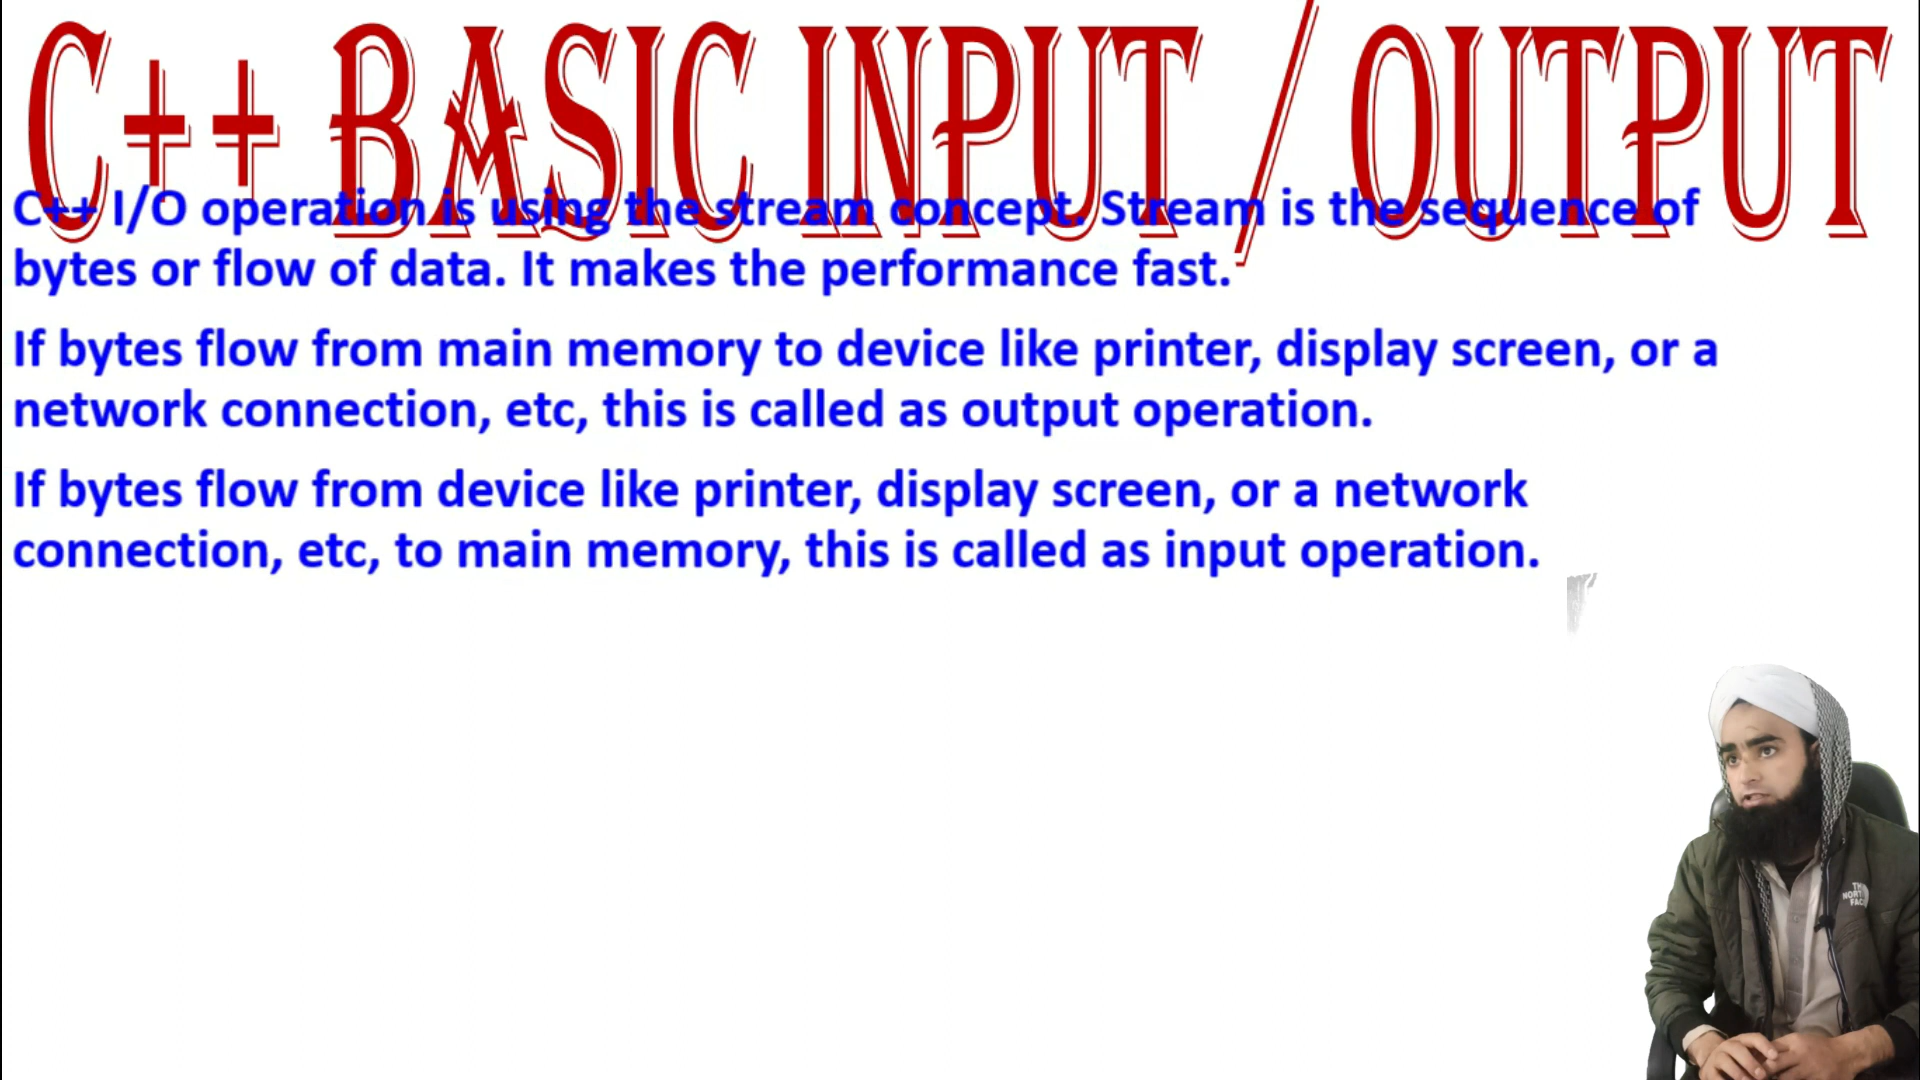 C++ BASIC INPUT / OUTPUT
C++ I/O operation is using the stream concept. Stream is the sequence of
bytes or flow of data. It makes the performance fast.
If bytes flow from main memory to device like printer, display screen, or a
network connection, etc, this is called as output operation.
If bytes flow from device like printer, display screen, or a network
connection, etc, to main memory, this is called as input operation.
THE
NORTH
FACE